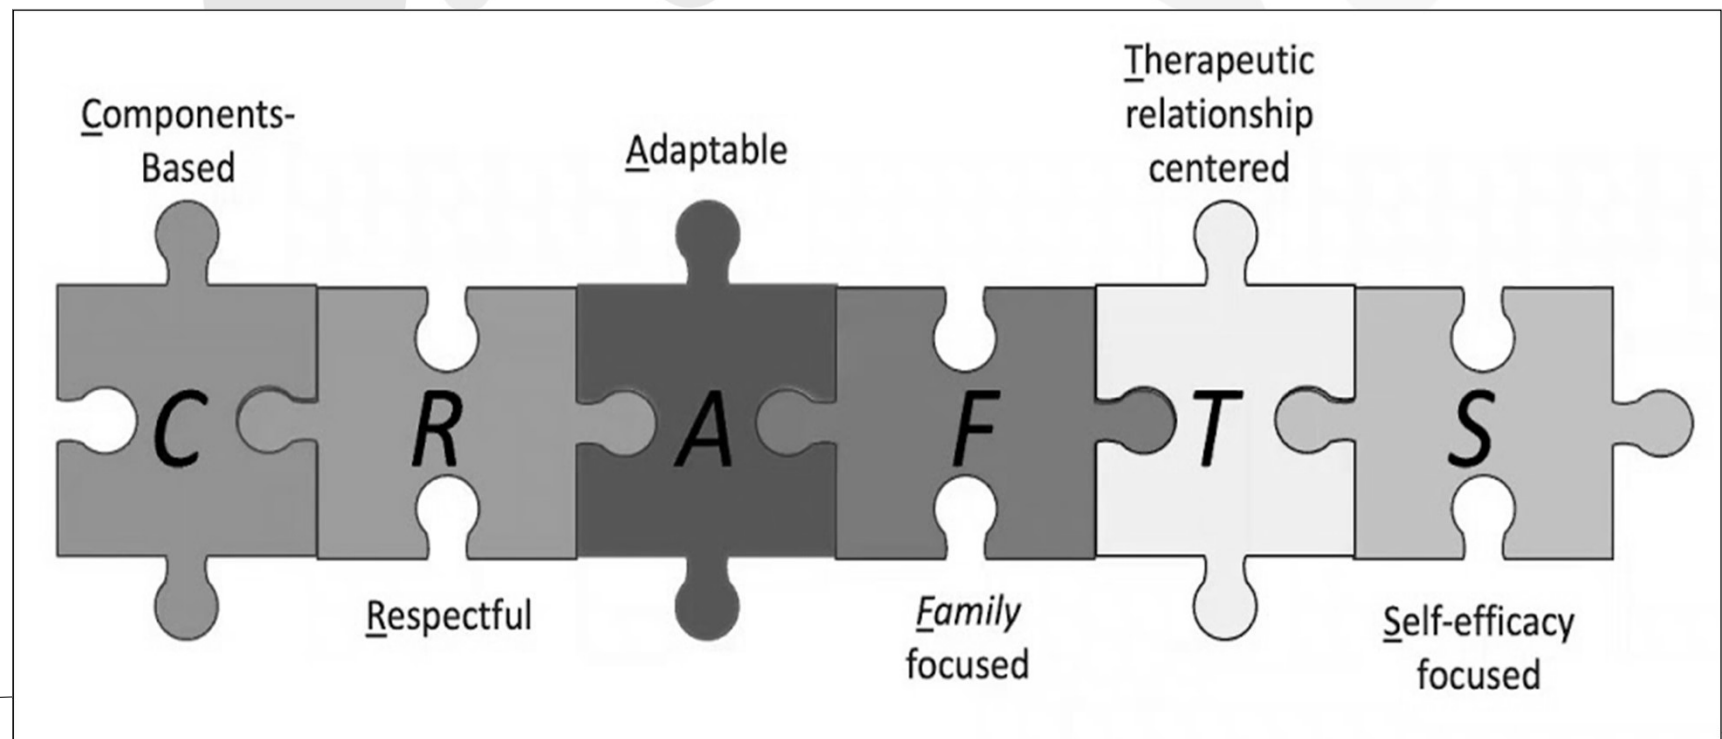 Components-
Based
Respectful
Adaptable
Family
focused
Therapeutic
relationship
centered
Self-efficacy
focused
C R A F T S